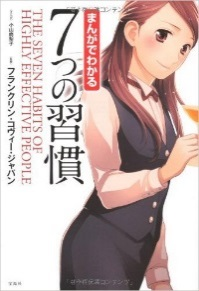 まんがでわかる
7つの習慣
THE SEVEN HABITS OF
HIGHLY EFFECTIVE PEOPLE
フランクリン・コヴィー・ジャパン
宝島社